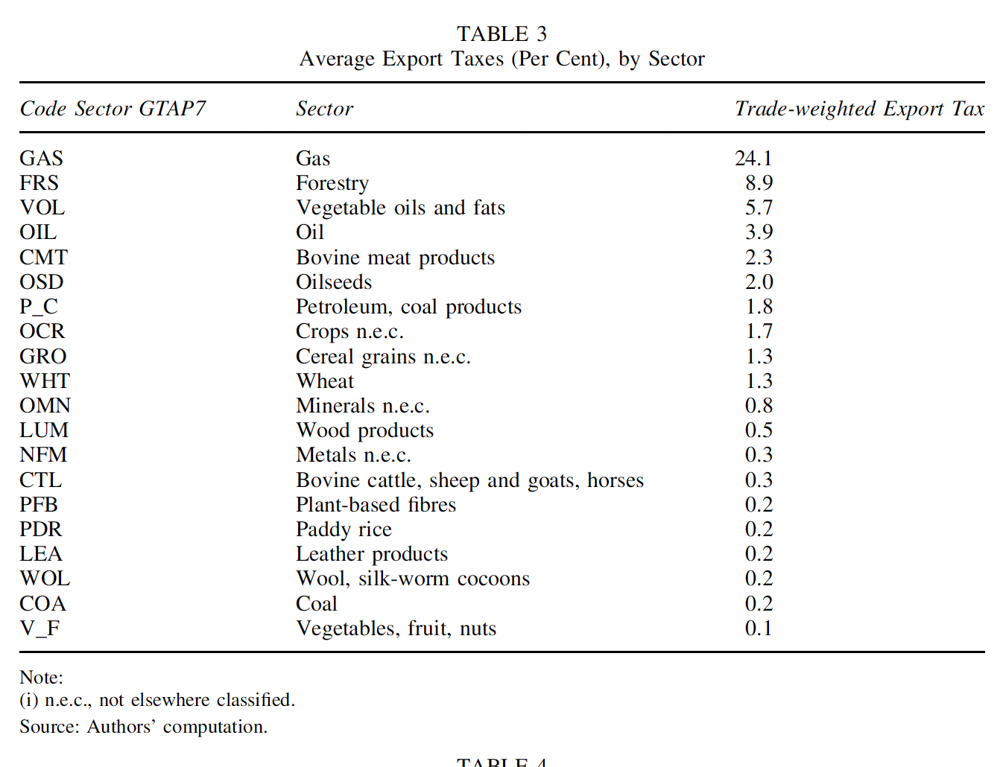 TABLE 3
Average Export Taxes (Per Cent), by Sector
Code Sector GTAP7 Sector Trade-weighted Export Tax
GAS Gas 24.1
FRS Forestry 8.9
VOL Vegetable oils and fats 5.7
OIL Oil 3.9
CMT Bovine meat products 2.3
OSD Oilseeds 2.0
P_C Petroleum, coal products 1.8
OCR Crops n.e.c. 1.7
GRO Cereal grains n.e.c. 1.3
WHT Wheat 1.3
OMN Minerals n.e.c. 0.8
LUM Wood products 0.5
NFM Metals n.e.c. 0.3
CTL Bovine cattle, sheep and goats, horses 0.3
PFB Plant-based fibres 0.2
PDR Paddy rice 0.2
LEA Leather products 0.2
WOL Wool, silk-worm cocoons 0.2
COA Coal 0.2
V_F Vegetables, fruit, nuts 0.1
Note:
(i) n.e.c., not elsewhere classified.
Source: Authors' computation.
TABLE 4